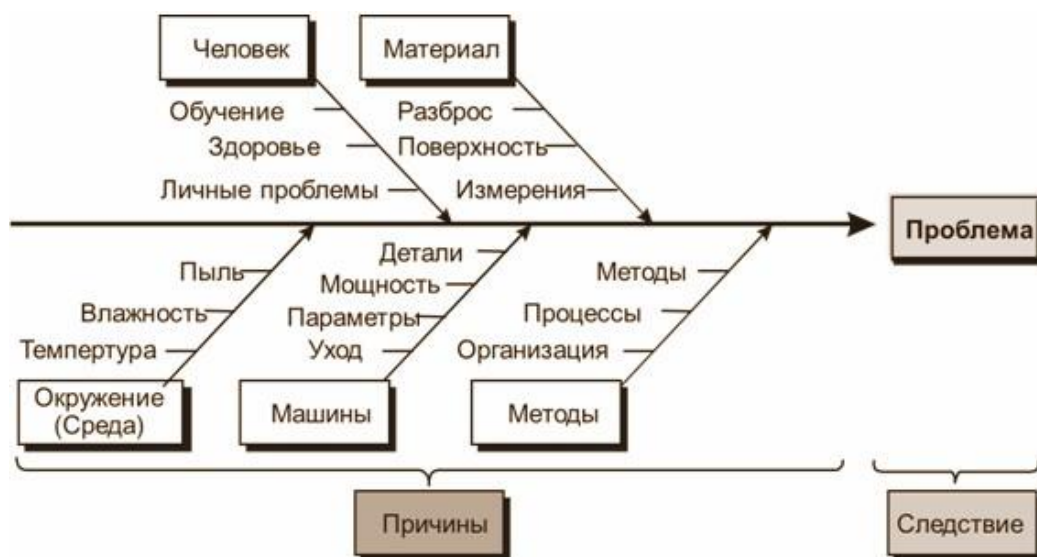 Человек
Материал
Обучение
Разброс
Здоровье
Поверхность
Личные проблемы
Измерения
Проблема
Детали
Пыль
Методы
Мощность
Влажность
Параметры
Процессы
Темпертура
Уход
Организация
Окружение
(Среда)
Машины
Методы
Причины
Следствие